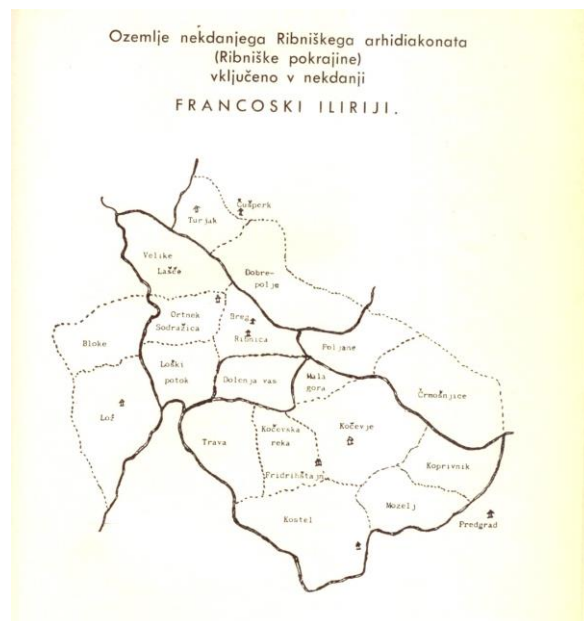 Ozemlje nekdanjega Ribniškega arhidiakonata
(Ribniške pokrajine)
vključeno v nekdanji
FRANCOSKI ILIRIJI.
Čušperk
Turjak
Velike
Lašče
Dobre-
polje
Ortnek
Sodražica
Breg
Ribnica
Bloke
Poljane
Loški
potok
Dolenja vas
Mala
gora
Črmošnjice
Lož
Trava
Kočevska
reka
Kočevje
Koprivnik
Fridrihštajn
Mozelj
Kostel
Predgrad